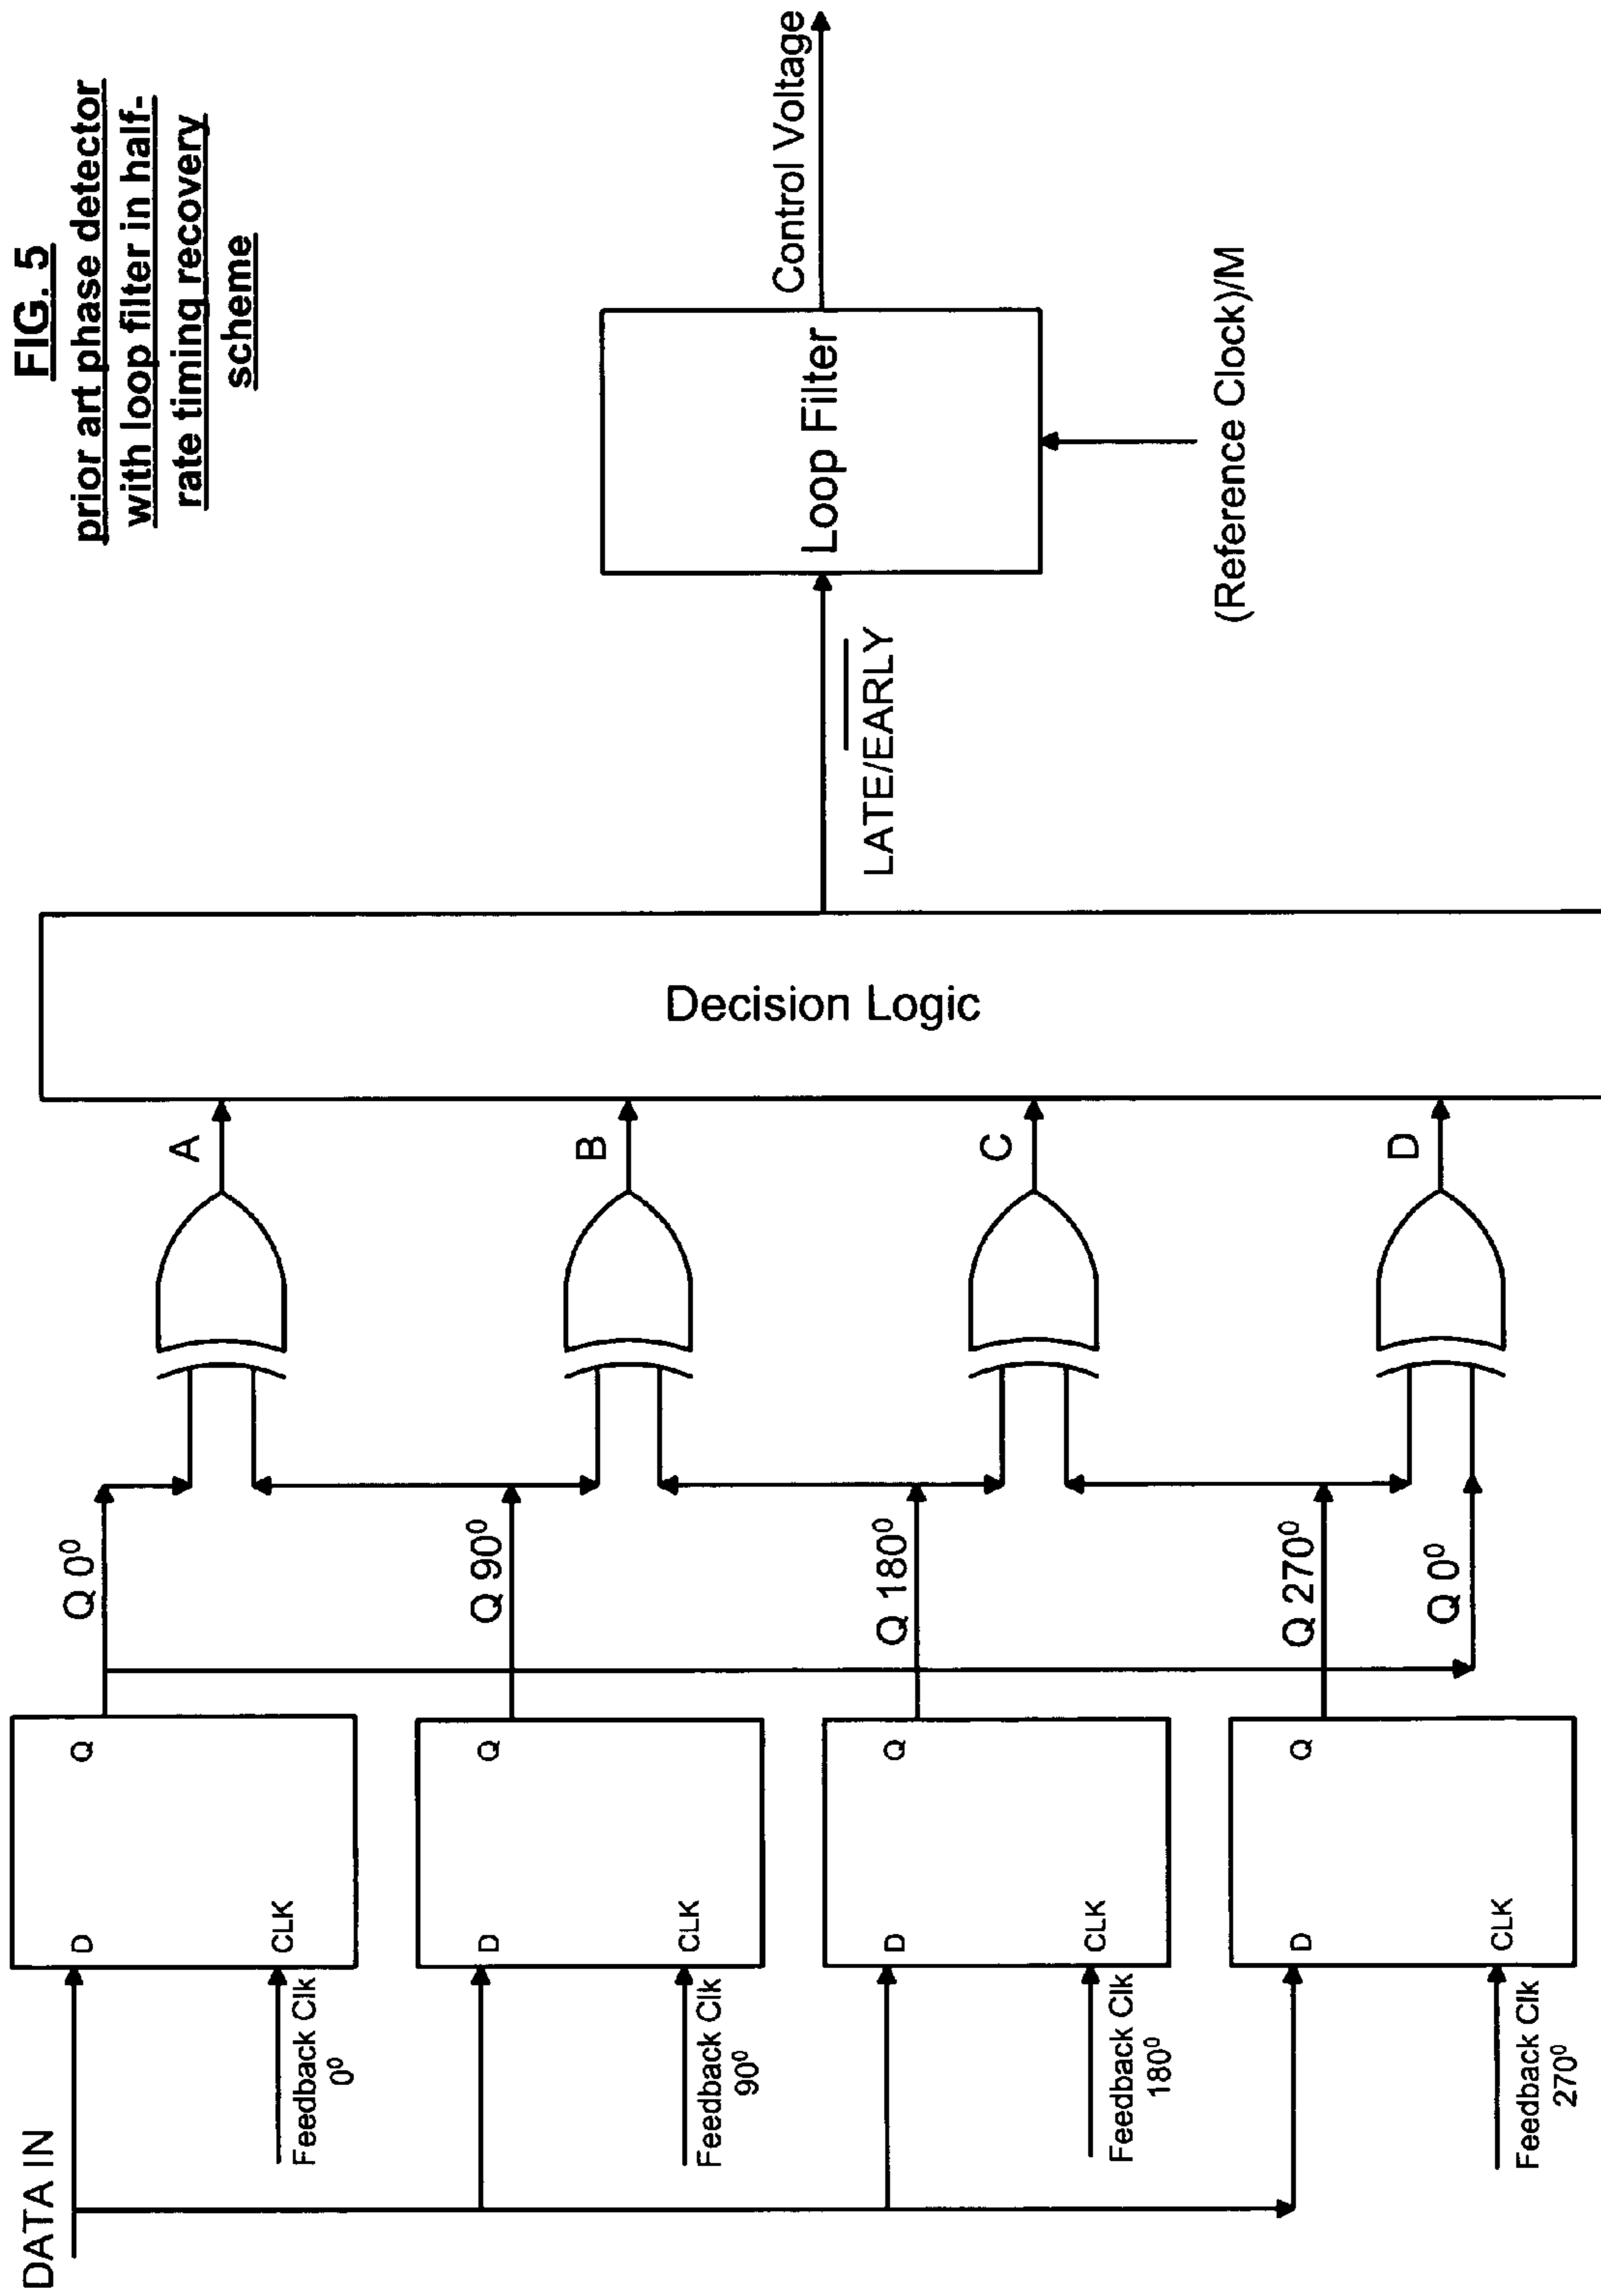 FIG. 5
prior art phase detector
with loop filter in half-
rate timing recovery
scheme
DATA IN
D
Q
CLK
Feedback Clk
0⁰
Q 0⁰
A
D
Q
CLK
Feedback Clk
90⁰
Q 90⁰
B
D
Q
CLK
Feedback Clk
180⁰
Q 180⁰
C
D
Q
CLK
Feedback Clk
270⁰
Q 270⁰
Q 0⁰
D
Decision Logic
LATE/EARLY
Loop Filter
Control Voltage
(Reference Clock)/M